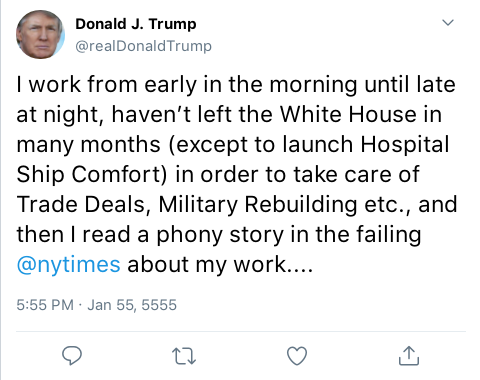 Donald J. Trump
@realDonaldTrump
I work from early in the morning until late
at night, haven’t left the White House in
many months (except to launch Hospital
Ship Comfort) in order to take care of
Trade Deals, Military Rebuilding etc., and
then I read a phony story in the failing
@nytimes about my work....
5:55 PM · Jan 55, 5555